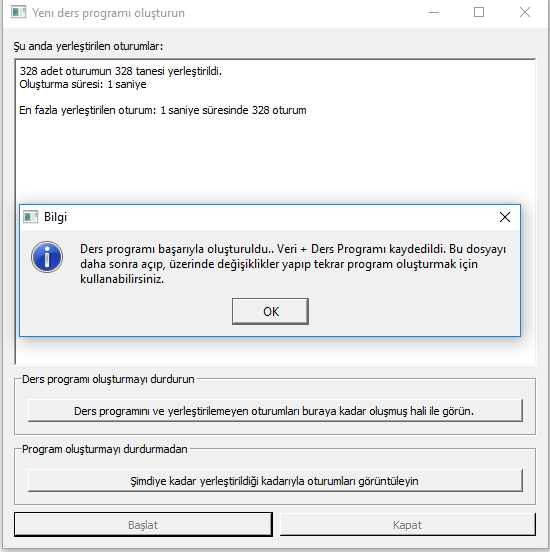 Yeni ders programı oluşturun
Şu anda yerleştirilen oturumlar:
328 adet oturumun 328 tanesi yerleştirildi.
Oluşturma süresi: 1 saniye
En fazla yerleştirilen oturum: 1 saniye süresinde 328 oturum
Bilgi
Ders programı başarıyla oluşturuldu.. Veri + Ders Programı kaydedildi. Bu dosyayı
daha sonra açıp, üzerinde değişiklikler yapıp tekrar program oluşturmak için
kullanabilirsiniz.
OK
Ders programı oluşturmayı durdurun
Ders programını ve yerleştirilemeyen oturumları buraya kadar oluşmuş hali ile görün.
Program oluşturmayı durdurmadan
Şimdiye kadar yerleştirildiği kadarıyla oturumları görüntüleyin
Başlat
Kapat